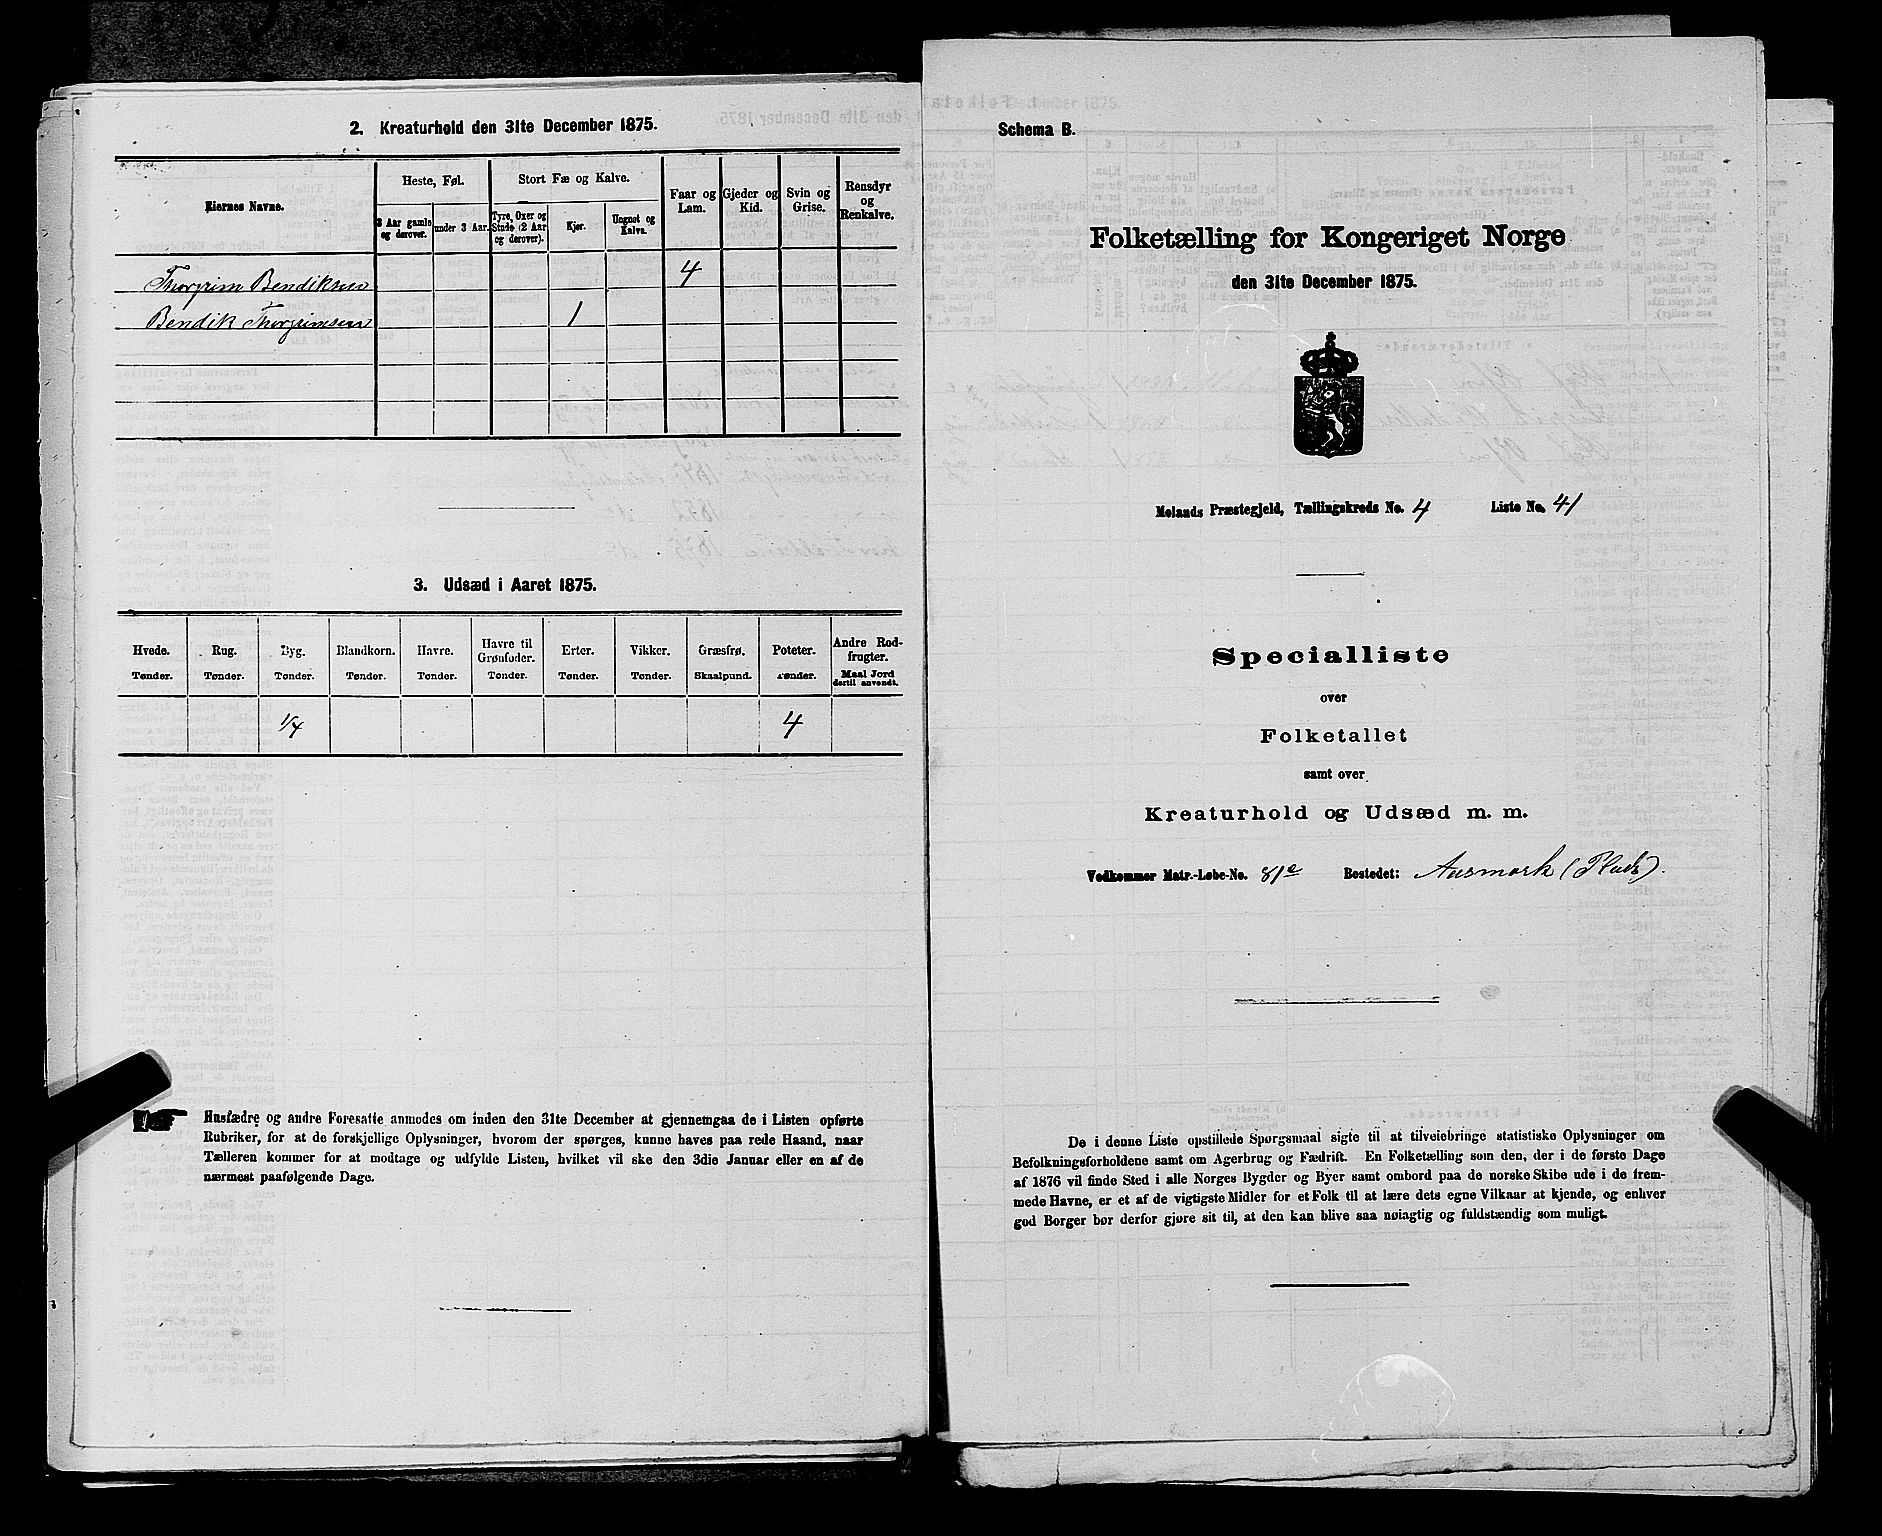 2. Kreaturhold den 31te December 1875.
Eiernes Navne.
Heste, Føl.
Stort Fæ og Kalve.
Faar og Lam.
Gjeder og Kid.
Svin og Grise.
Rensdyr og Renkalve.
3 Aar gamle og derover.
under 3 Aar.
Tyre, Oxer og Stude (2 Aar og derover).
Kjør.
Ungnøt og Kalve.
Thorgrim Bendiksen 4
Bendik Thorgrimsen 1
3. Udsæd i Aaret 1875.
Hvede. Rug. Byg. Blandkorn. Havre. Havre til Grønfoder. Erter. Vikker. Græsfrø. Poteter. Andre Rodfrugter.
Tønder. Tønder. Tønder. Tønder. Tønder. Tønder. Tønder. Tønder. Skaalpund. Tønder. Maal Jord dertil anvendt.
1/4 4
Husfædre og andre Foresatte anmodes om inden den 31te December at gjennemgaa de i Listen opførte
Rubriker, for at de forskjellige Oplysninger, hvorom der spørges, kunne haves paa rede Haand, naar
Tælleren kommer for at modtage og udfylde Listen, hvilket vil ske den 3die Januar eller en af de
nærmest paafølgende Dage.
Schema B.
Folketælling for Kongeriget Norge
den 31te December 1875.
Molands Præstegjeld, Tællingskreds No. 4 Liste No. 41
Specialliste
over
Folketallet
samt over
Kreaturhold og Udsæd m. m.
Vedkommer Matr.-Løbe-No. 81e Bostedet: Aasmork (Plads).
De i denne Liste opstillede Spørgsmaal sigte til at tilveiebringe statistiske Oplysninger om
Befolkningsforholdene samt om Agerbrug og Fædrift. En Folketælling som den, der i de første Dage
af 1876 vil finde Sted i alle Norges Bygder og Byer samt ombord paa de norske Skibe ude i de frem-
mede Havne, er et af de vigtigste Midler for et Folk til at lære dets egne Vilkaar at kjende, og enhver
god Borger bør derfor gjøre sit til, at den kan blive saa nøiagtig og fuldstændig som muligt.